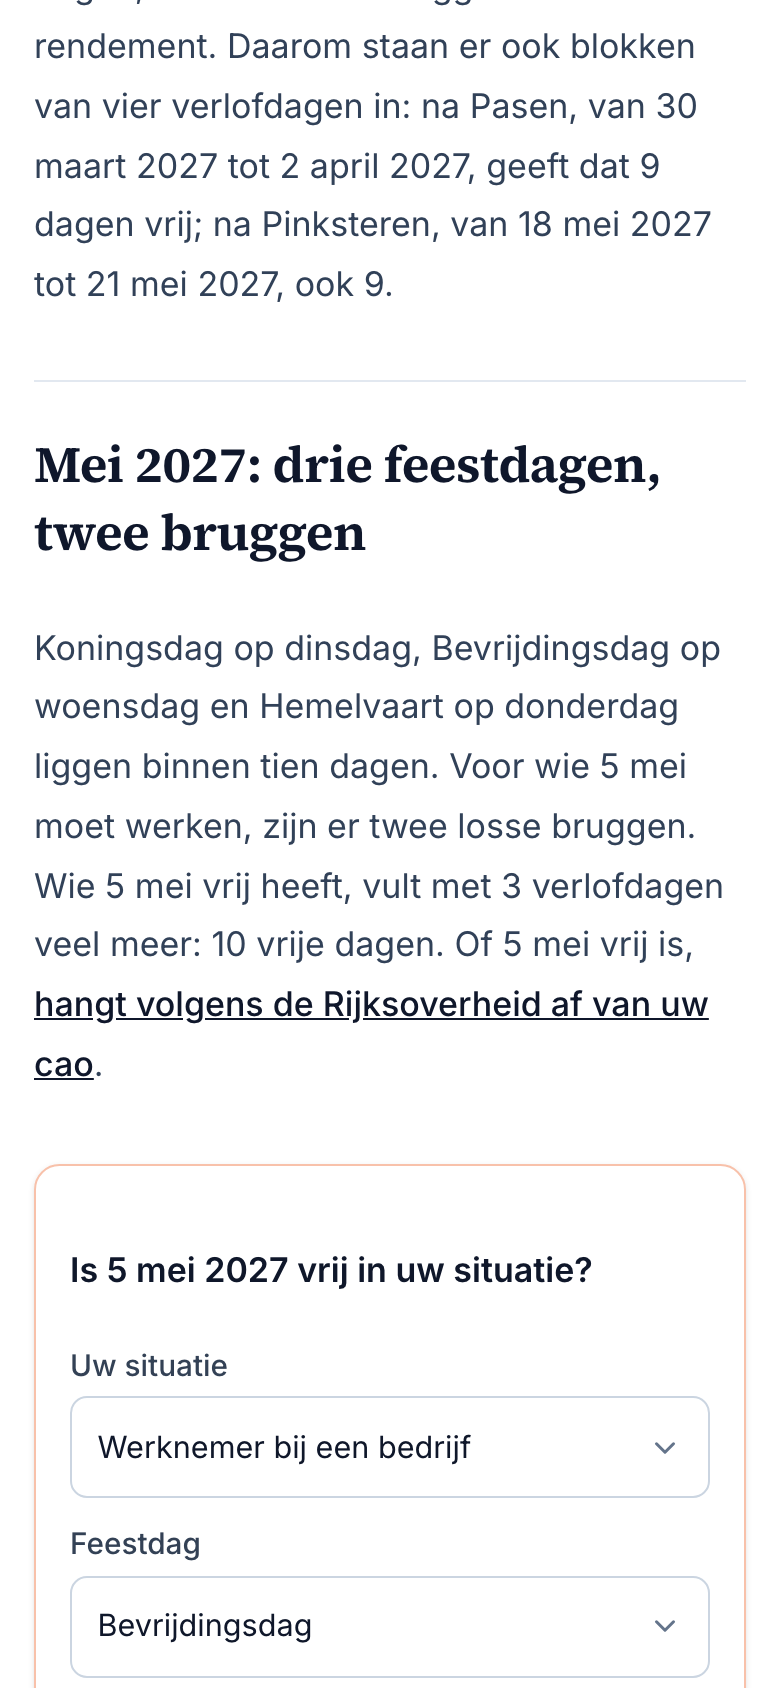 rendement. Daarom staan er ook blokken
van vier verlofdagen in: na Pasen, van 30
maart 2027 tot 2 april 2027, geeft dat 9
dagen vrij; na Pinksteren, van 18 mei 2027
tot 21 mei 2027, ook 9.
Mei 2027: drie feestdagen,
twee bruggen
Koningsdag op dinsdag, Bevrijdingsdag op
woensdag en Hemelvaart op donderdag
liggen binnen tien dagen. Voor wie 5 mei
moet werken, zijn er twee losse bruggen.
Wie 5 mei vrij heeft, vult met 3 verlofdagen
veel meer: 10 vrije dagen. Of 5 mei vrij is,
hangt volgens de Rijksoverheid af van uw
cao.
Is 5 mei 2027 vrij in uw situatie?
Uw situatie
Werknemer bij een bedrijf
Feestdag
Bevrijdingsdag